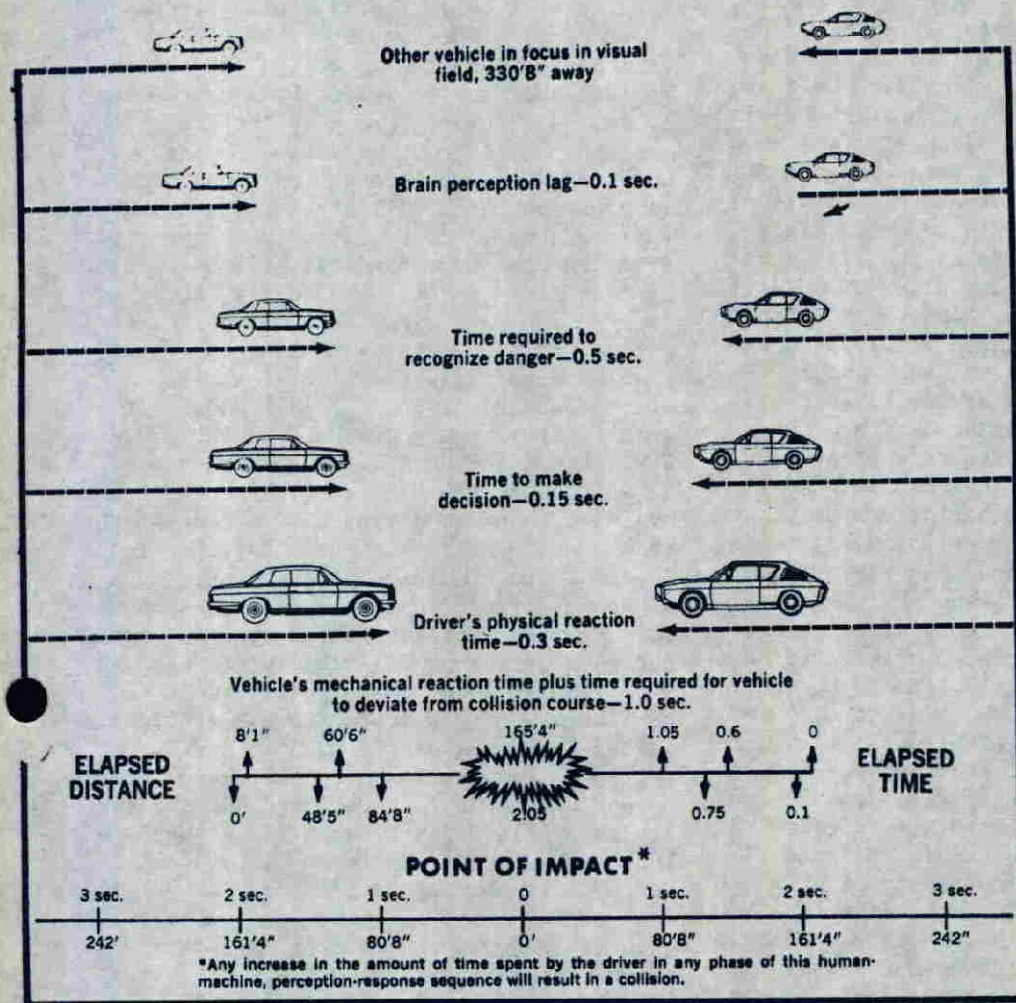 Other vehicle in focus in visual
field, 330'8" away
Brain perception lag—0.1 sec.
Time required to
recognize danger—0.5 sec.
Time to make
decision—0.15 sec.
Driver's physical reaction
time—0.3 sec.
Vehicle's mechanical reaction time plus time required for vehicle
to deviate from collision course—1.0 sec.
8'1" 60'6" 165'4" 1.05 0.6 0
ELAPSED
DISTANCE
ELAPSED
TIME
0' 48'5" 84'8" 2.05 0.75 0.1
POINT OF IMPACT*
3 sec. 2 sec. 1 sec. 0 1 sec. 2 sec. 3 sec.
242' 161'4" 80'8" 0' 80'8" 161'4" 242"
*Any increase in the amount of time spent by the driver in any phase of this human-
machine, perception-response sequence will result in a collision.